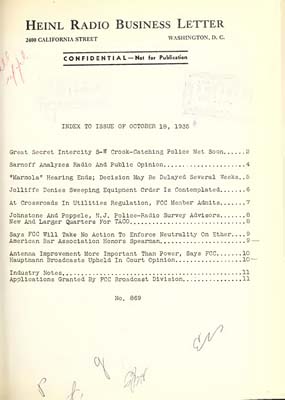 HEINL RADIO BUSINESS LETTER
2400 CALIFORNIA STREET WASHINGTON, D. C.
CONFIDENTIAL—Not for Publication
INDEX TO ISSUE OF OCTOBER 18, 1935
Great Secret Intercity S-W Crook-Catching Police Net Soon......2
Sarnoff Analyzes Radio And Public Opinion......4
"Marmola" Hearing Ends; Decision May Be Delayed Several Weeks..5
Jolliffe Denies Sweeping Equipment Order Is Contemplated......6
At Crossroads In Utilities Regulation, FCC Member Admits......7
Johnstone And Poppele, N.J. Police-Radio Survey Advisors......8
New And Larger Quarters For TACO......8
Says FCC Will Take No Action To Enforce Neutrality On Ether....9
American Bar Association Honors Spearman......9
Antenna Improvement More Important Than Power, Says FCC......10
Hauptmann Broadcasts Upheld In Court Opinion......10
Industry Notes......11
Applications Granted By FCC Broadcast Division......11
No. 869